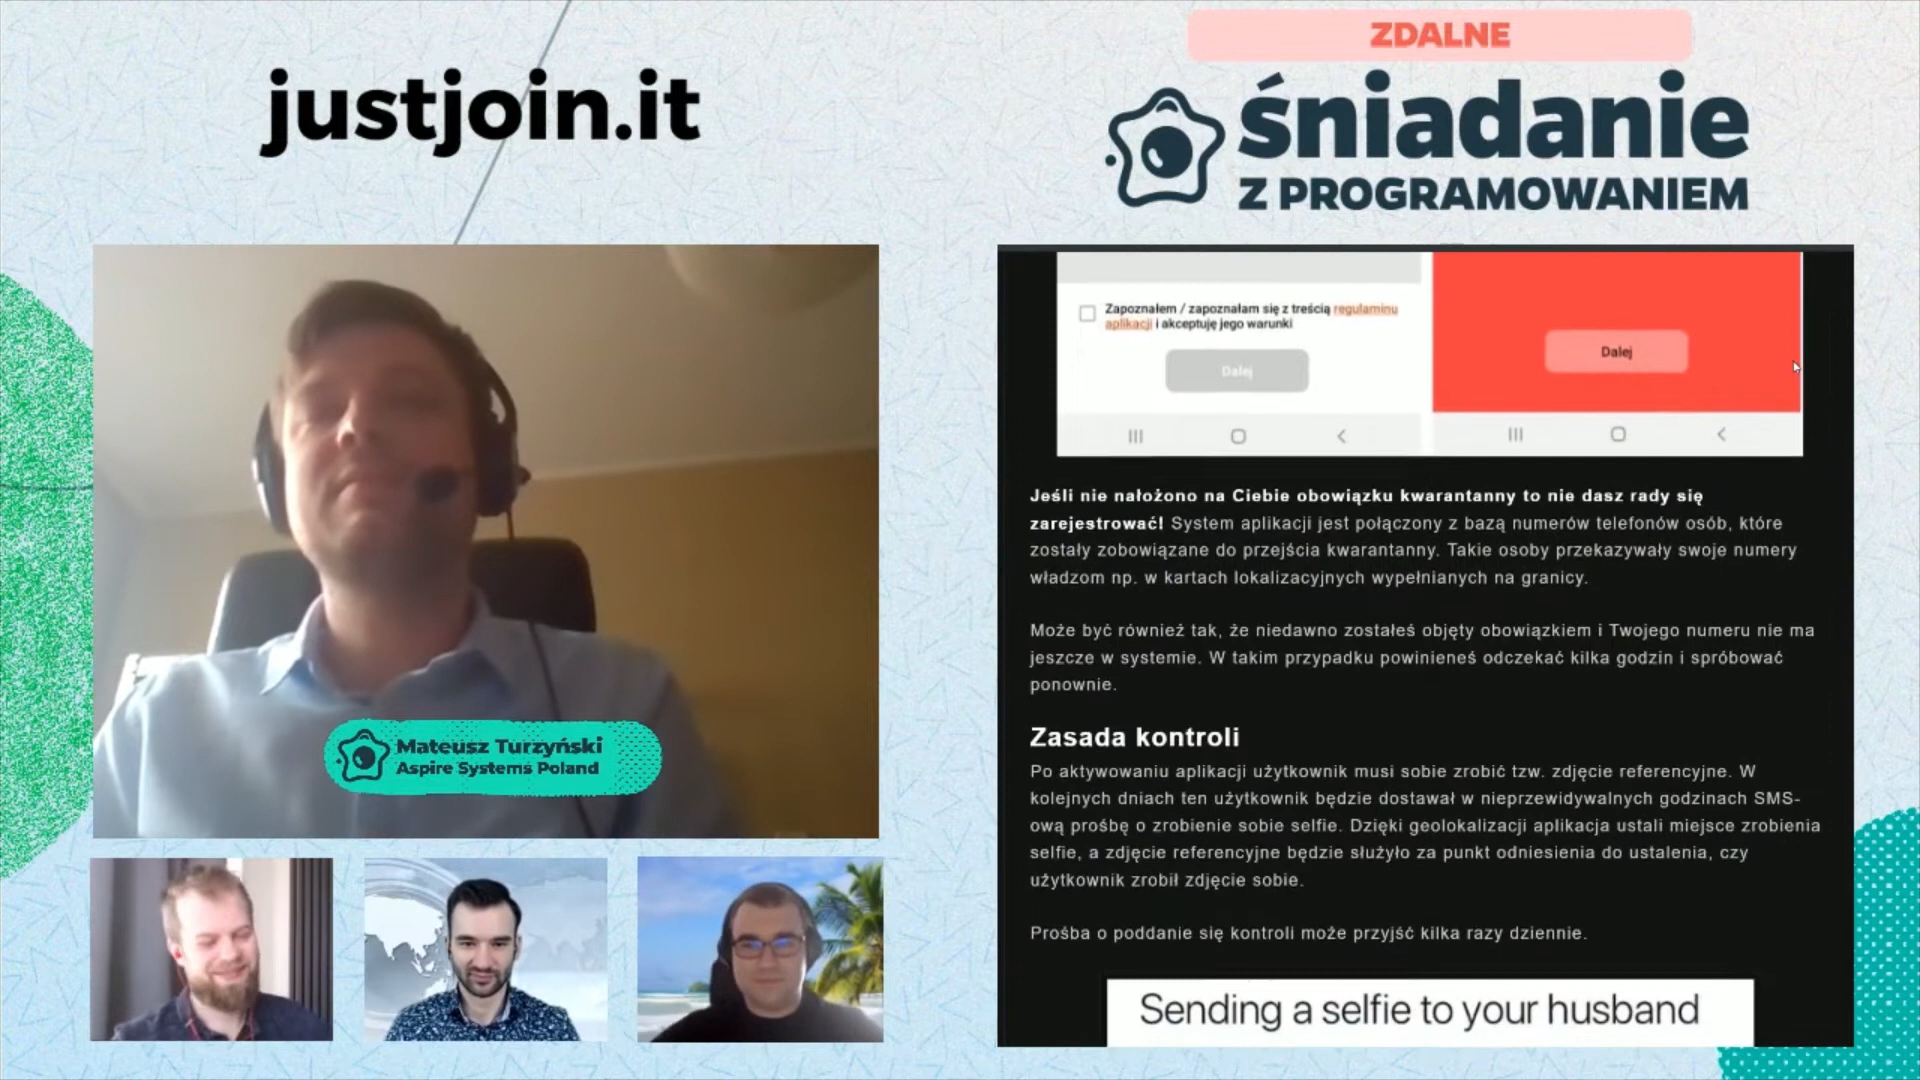 justjoin.it
ZDALNE
śniadanie
Z PROGRAMOWANIEM
Mateusz Turzyński
Aspire Systems Poland
Zapoznałem / zapoznałam się z treścią regulaminu
aplikacji i akceptuję jego warunki
Dalej
Dalej
Jeśli nie nałożono na Ciebie obowiązku kwarantanny to nie dasz rady się
zarejestrować! System aplikacji jest połączony z bazą numerów telefonów osób, które
zostały zobowiązane do przejścia kwarantanny. Takie osoby przekazywały swoje numery
władzom np. w kartach lokalizacyjnych wypełnianych na granicy.
Może być również tak, że niedawno zostałeś objęty obowiązkiem i Twojego numeru nie ma
jeszcze w systemie. W takim przypadku powinieneś odczekać kilka godzin i spróbować
ponownie.
Zasada kontroli
Po aktywowaniu aplikacji użytkownik musi sobie zrobić tzw. zdjęcie referencyjne. W
kolejnych dniach ten użytkownik będzie dostawał w nieprzewidywalnych godzinach SMS-
ową prośbę o zrobienie sobie selfie. Dzięki geolokalizacji aplikacja ustali miejsce zrobienia
selfie, a zdjęcie referencyjne będzie służyło za punkt odniesienia do ustalenia, czy
użytkownik zrobił zdjęcie sobie.
Prośba o poddanie się kontroli może przyjść kilka razy dziennie.
Sending a selfie to your husband